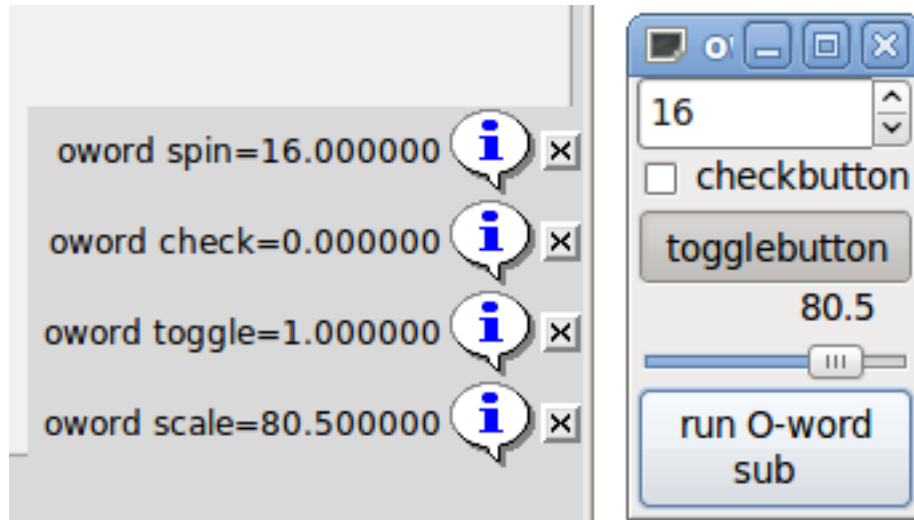 oword spin=16.000000
oword check=0.000000
oword toggle=1.000000
oword scale=80.500000
16
checkbutton
togglebutton
80.5
run O-word
sub